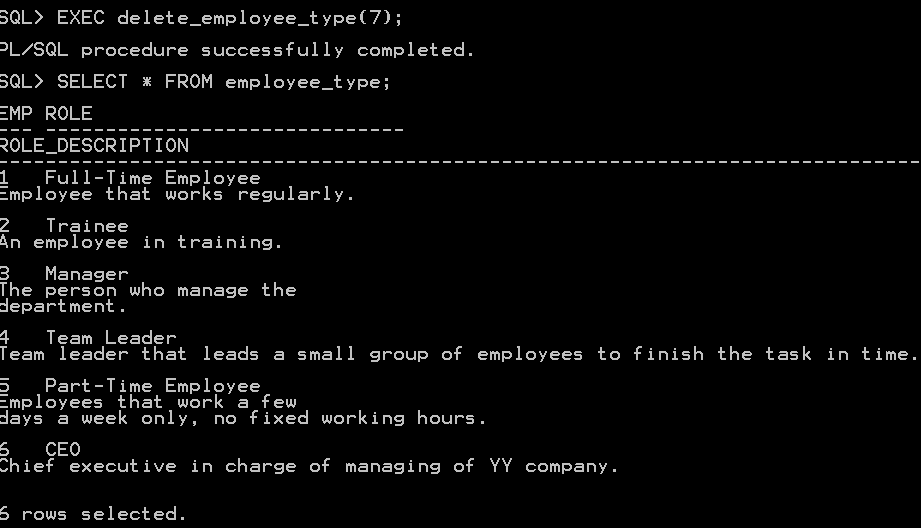 SQL> EXEC delete_employee_type(7);
PL/SQL procedure successfully completed.
SQL> SELECT * FROM employee_type;
EMP ROLE
--- ------------------------------
ROLE_DESCRIPTION
--------------------------------------------------------------------------------
1   Full-Time Employee
Employee that works regularly.
2   Trainee
An employee in training.
3   Manager
The person who manage the
department.
4   Team Leader
Team leader that leads a small group of employees to finish the task in time.
5   Part-Time Employee
Employees that work a few
days a week only, no fixed working hours.
6   CEO
Chief executive in charge of managing of YY company.
6 rows selected.